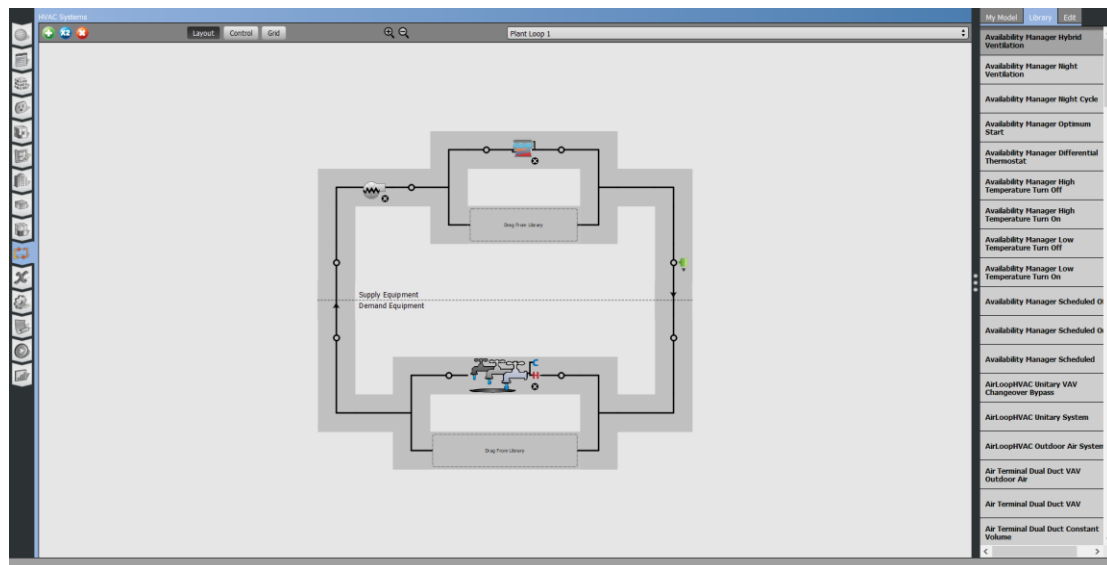 HVAC Systems
x2
Layout
Control
Grid
Plant Loop 1
My Model
Library
Edit
Drag From Library
Supply Equipment
Demand Equipment
Drag From Library
Availability Manager Hybrid
Ventilation
Availability Manager Night
Ventilation
Availability Manager Night Cycle
Availability Manager Optimum
Start
Availability Manager Differential
Thermostat
Availability Manager High
Temperature Turn Off
Availability Manager High
Temperature Turn On
Availability Manager Low
Temperature Turn Off
Availability Manager Low
Temperature Turn On
Availability Manager Scheduled O
Availability Manager Scheduled O
Availability Manager Scheduled
AirLoopHVAC Unitary VAV
Changeover Bypass
AirLoopHVAC Unitary System
AirLoopHVAC Outdoor Air System
Air Terminal Dual Duct VAV
Outdoor Air
Air Terminal Dual Duct VAV
Air Terminal Dual Duct Constant
Volume